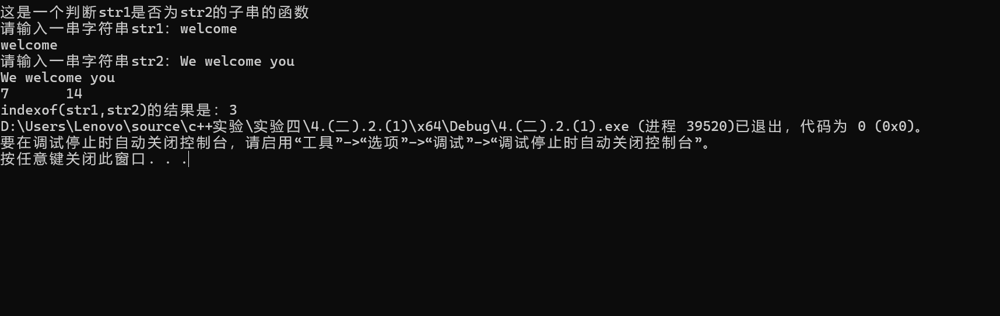 这是一个判断str1是否为str2的子串的函数
请输入一串字符串str1: welcome
welcome
请输入一串字符串str2: We welcome you
We welcome you
7       14
indexof(str1,str2)的结果是: 3
D:\Users\Lenovo\source\c++实验\实验四\4.(二).2.(1)\x64\Debug\4.(二).2.(1).exe (进程 39520)已退出，代码为 0 (0x0)。
要在调试停止时自动关闭控制台，请启用“工具”->“选项”->“调试”->“调试停止时自动关闭控制台”。
按任意键关闭此窗口. . .